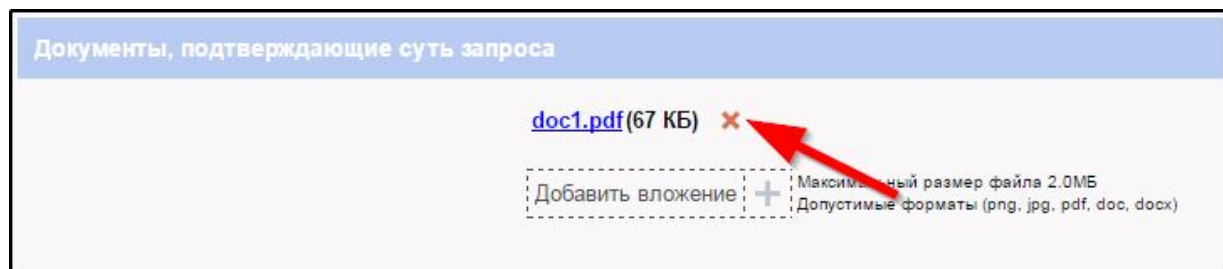 Документы, подтверждающие суть запроса
doc1.pdf (67 КБ)
Добавить вложение
Максимальный размер файла 2.0МБ
Допустимые форматы (png, jpg, pdf, doc, docx)